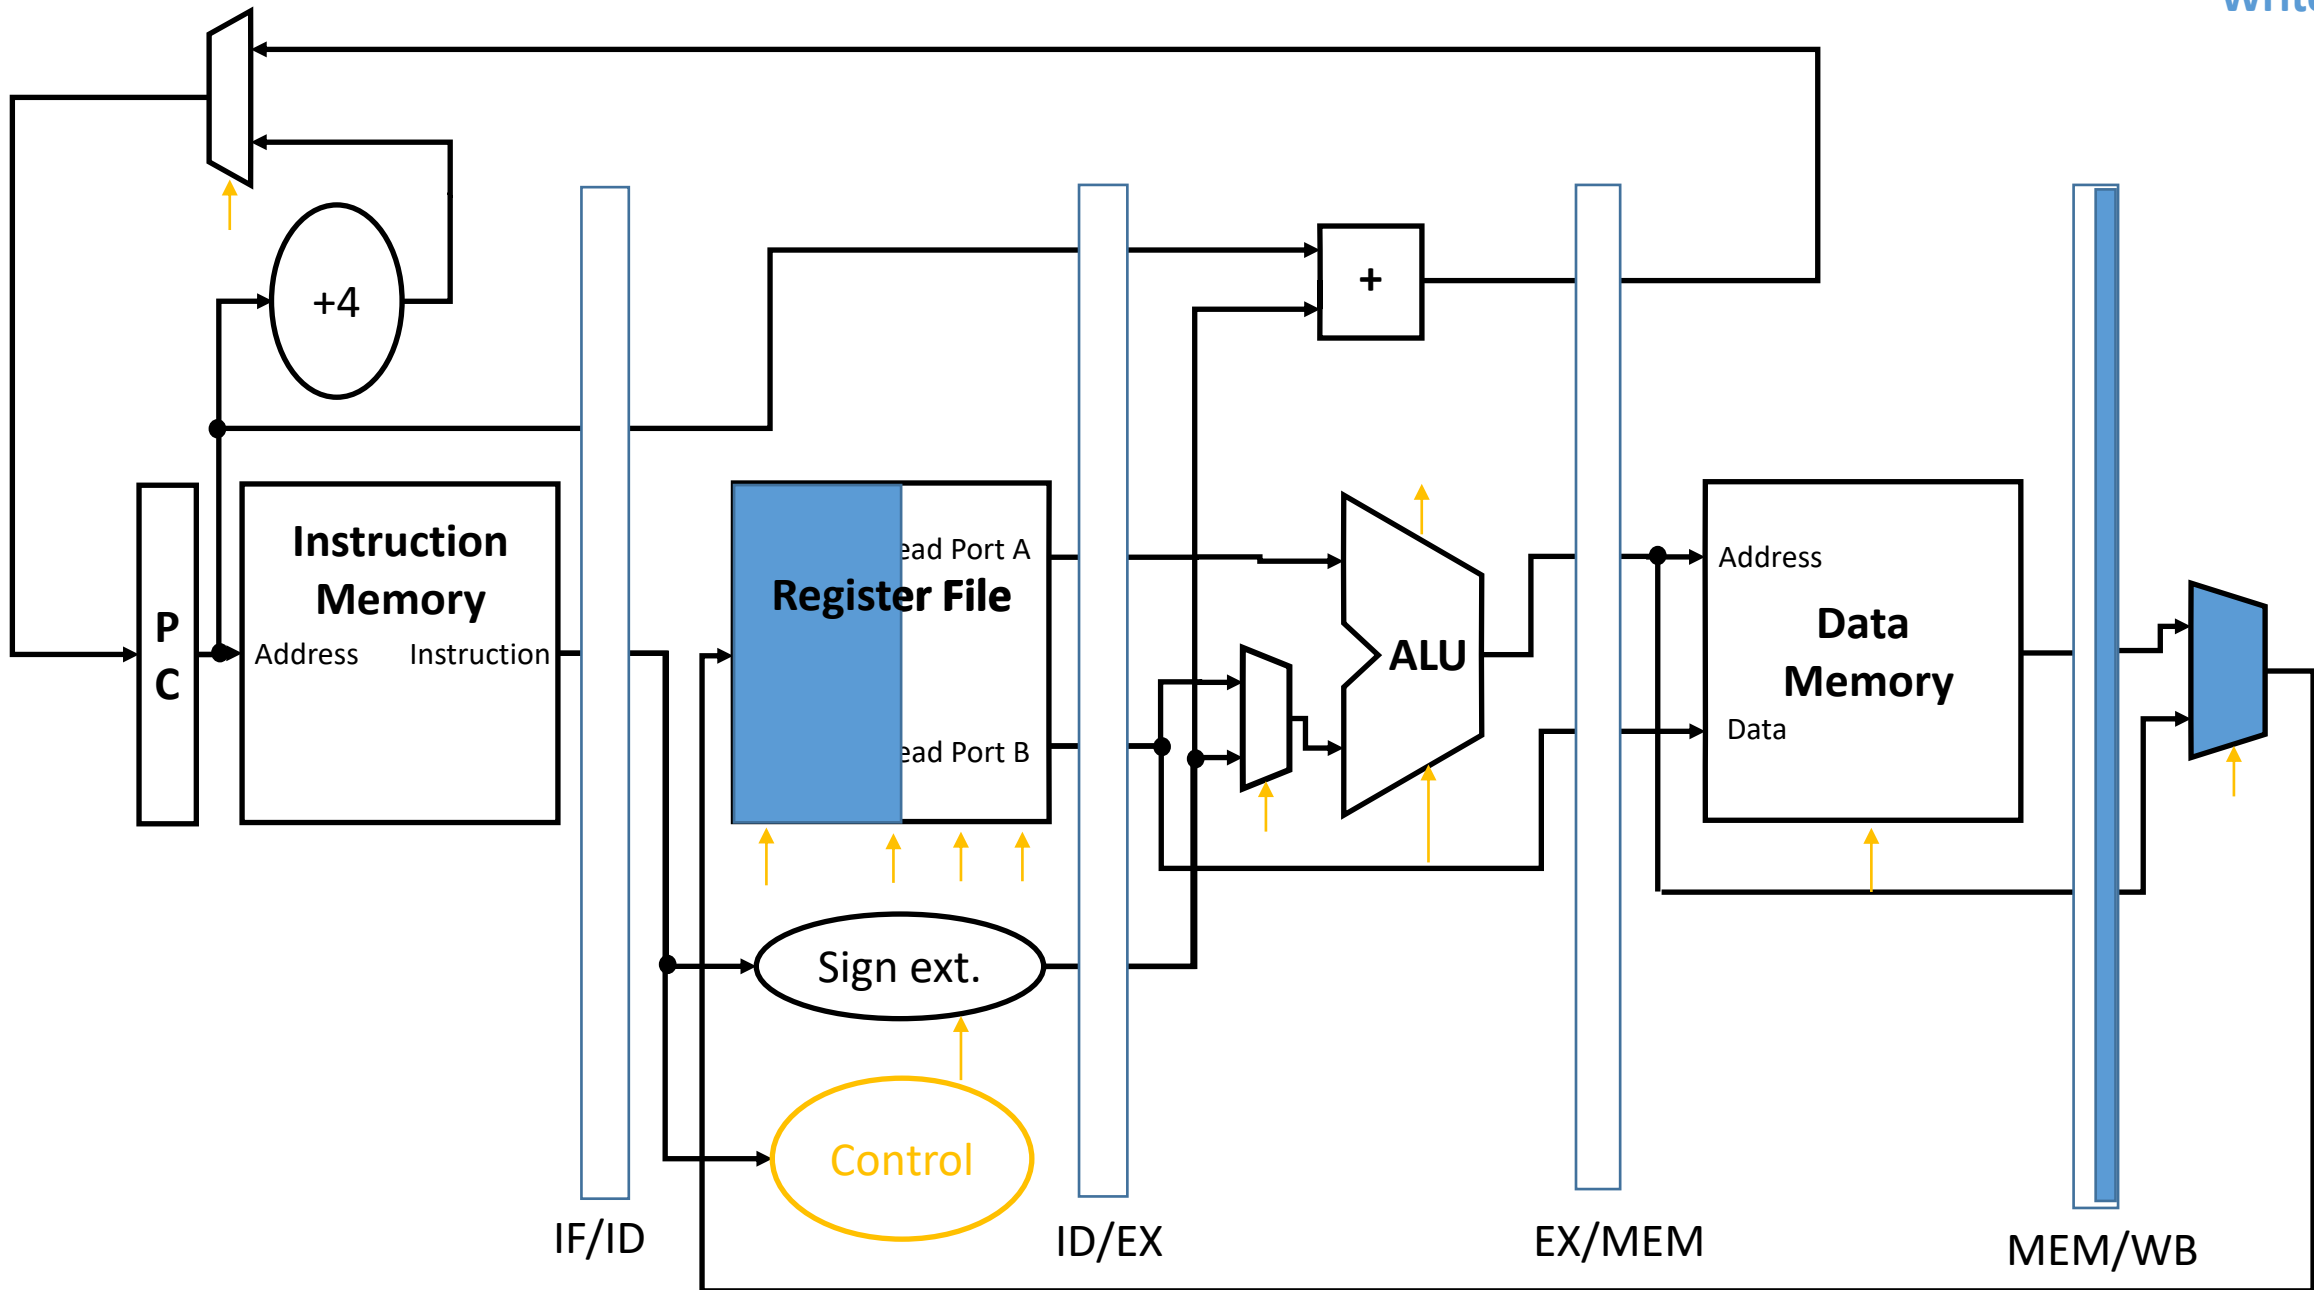 +4
+
Instruction
Memory
Address
Instruction
P
C
ead Port A
Register File
ead Port B
ALU
Address
Data
Memory
Data
Sign ext.
Control
IF/ID
ID/EX
EX/MEM
MEM/WB